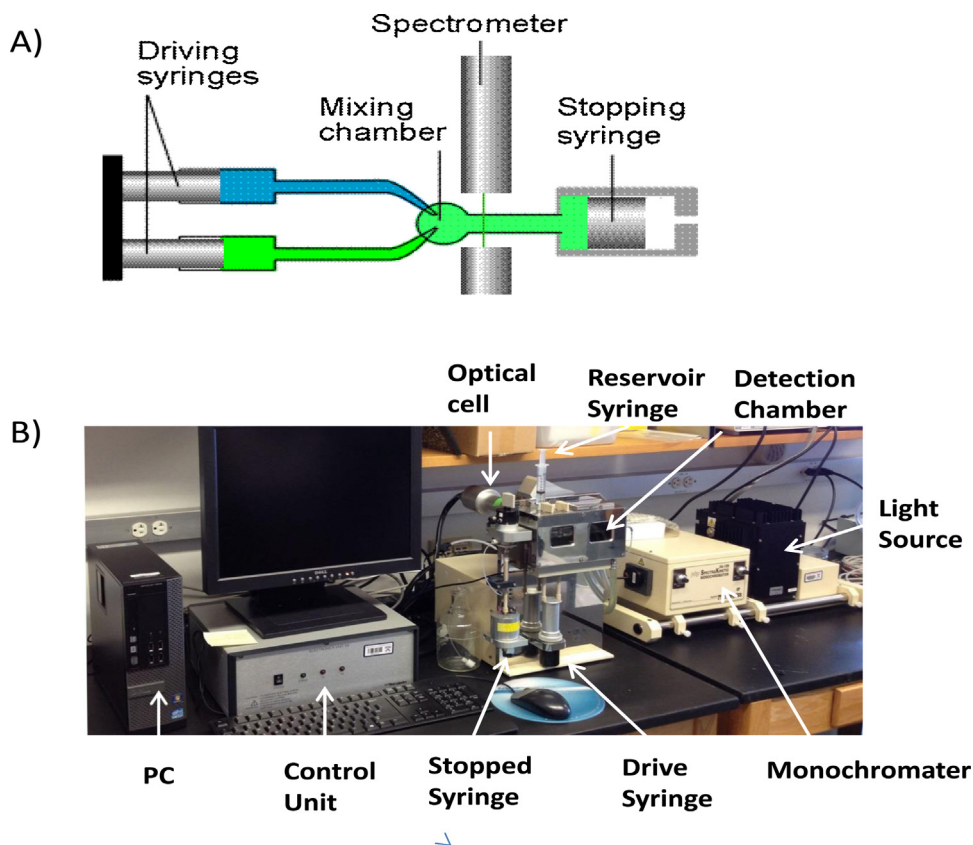 A)
Spectrometer
Driving
syringes
Mixing
chamber
Stopping
syringe
B)
Optical
cell
Reservoir
Syringe
Detection
Chamber
Light
Source
DELL
PC
Control
Unit
Stopped
Syringe
Drive
Syringe
Monochromater